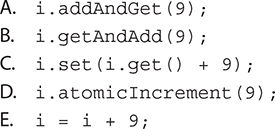 A. i.addAndGet(9);
B. i.getAndAdd(9);
C. i.set(i.get() + 9);
D. i.atomicIncrement(9);
E. i = i + 9;